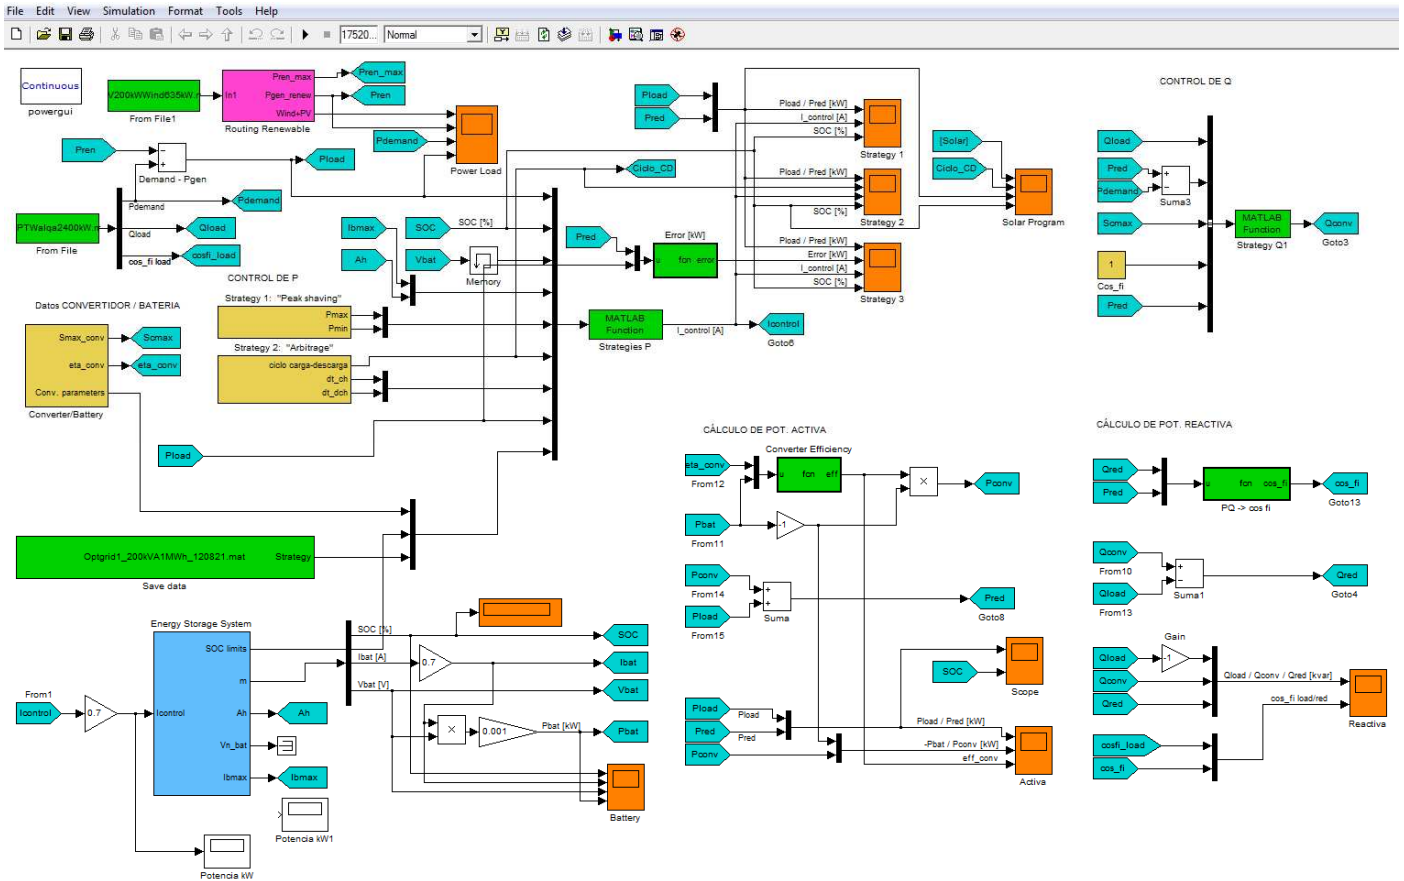 File Edit View Simulation Format Tools Help
17520... Normal
Continuous
powergui
V200kWWind635kW.m
From File1
In1
Pren_max
Pgen_renew
Wind+PV
Routing Renewable
Pren_max
Pren
Pdemand
Power Load
Pren
Demand - Pgen
Pload
PTWalqa2400kW.m
From File
Pdemand
Qload
cos_fi load
Pdemand
Qload
cosfi_load
CONTROL DE P
Strategy 1: "Peak shaving"
Pmax
Pmin
Strategy 2: "Arbitrage"
ciclo carga-descarga
dt_ch
dt_dch
Datos CONVERTIDOR / BATERIA
Smax_conv
eta_conv
Conv. parameters
Converter/Battery
Scmax
eta_conv
Pload
Optgrid1_200kVA1MWh_120821.mat
Strategy
Save data
Ibmax
Ah
SOC
SOC [%]
Vbat
Memory
Pred
Error [kW]
u fcn error
MATLAB
Function
Strategies P
I_control [A]
Icontrol
Goto6
Ciclo_CD
Pload
Pred
Pload / Pred [kW]
I_control [A]
SOC [%]
Strategy 1
Pload / Pred [kW]
SOC [%]
Strategy 2
Pload / Pred [kW]
Error [kW]
I_control [A]
SOC [%]
Strategy 3
[Solar]
Ciclo_CD
Solar Program
CONTROL DE Q
Qload
Pred
Pdemand
Suma3
Scmax
1
Cos_fi
Pred
MATLAB
Function
Strategy Q1
Qconv
Goto3
CÁLCULO DE POT. ACTIVA
Converter Efficiency
eta_conv
From12
u fcn eff
Pbat
From11
-1
×
Pconv
Pconv
From14
Pload
From15
Suma
Pred
Goto8
SOC
Scope
Pload
Pred
Pconv
Pload
Pred
Pload / Pred [kW]
-Pbat / Pconv [kW]
eff_conv
Activa
CÁLCULO DE POT. REACTIVA
Qred
Pred
u fcn cos_fi
PQ -> cos fi
cos_fi
Goto13
Qconv
From10
Qload
From13
Suma1
Qred
Goto4
Gain
Qload
-1
Qconv
Qred
Qload / Qconv / Qred [kvar]
cos_fi load/red
cosfi_load
cos_fi
Reactiva
Energy Storage System
SOC limits
m
Icontrol
Ah
Vn_bat
Ibmax
From1
Icontrol
0.7
Ah
Ibmax
Potencia kW1
Potencia kW
SOC [%]
Ibat [A]
Vbat [V]
0.7
×
0.001
Pbat [kW]
SOC
Ibat
Vbat
Pbat
Battery